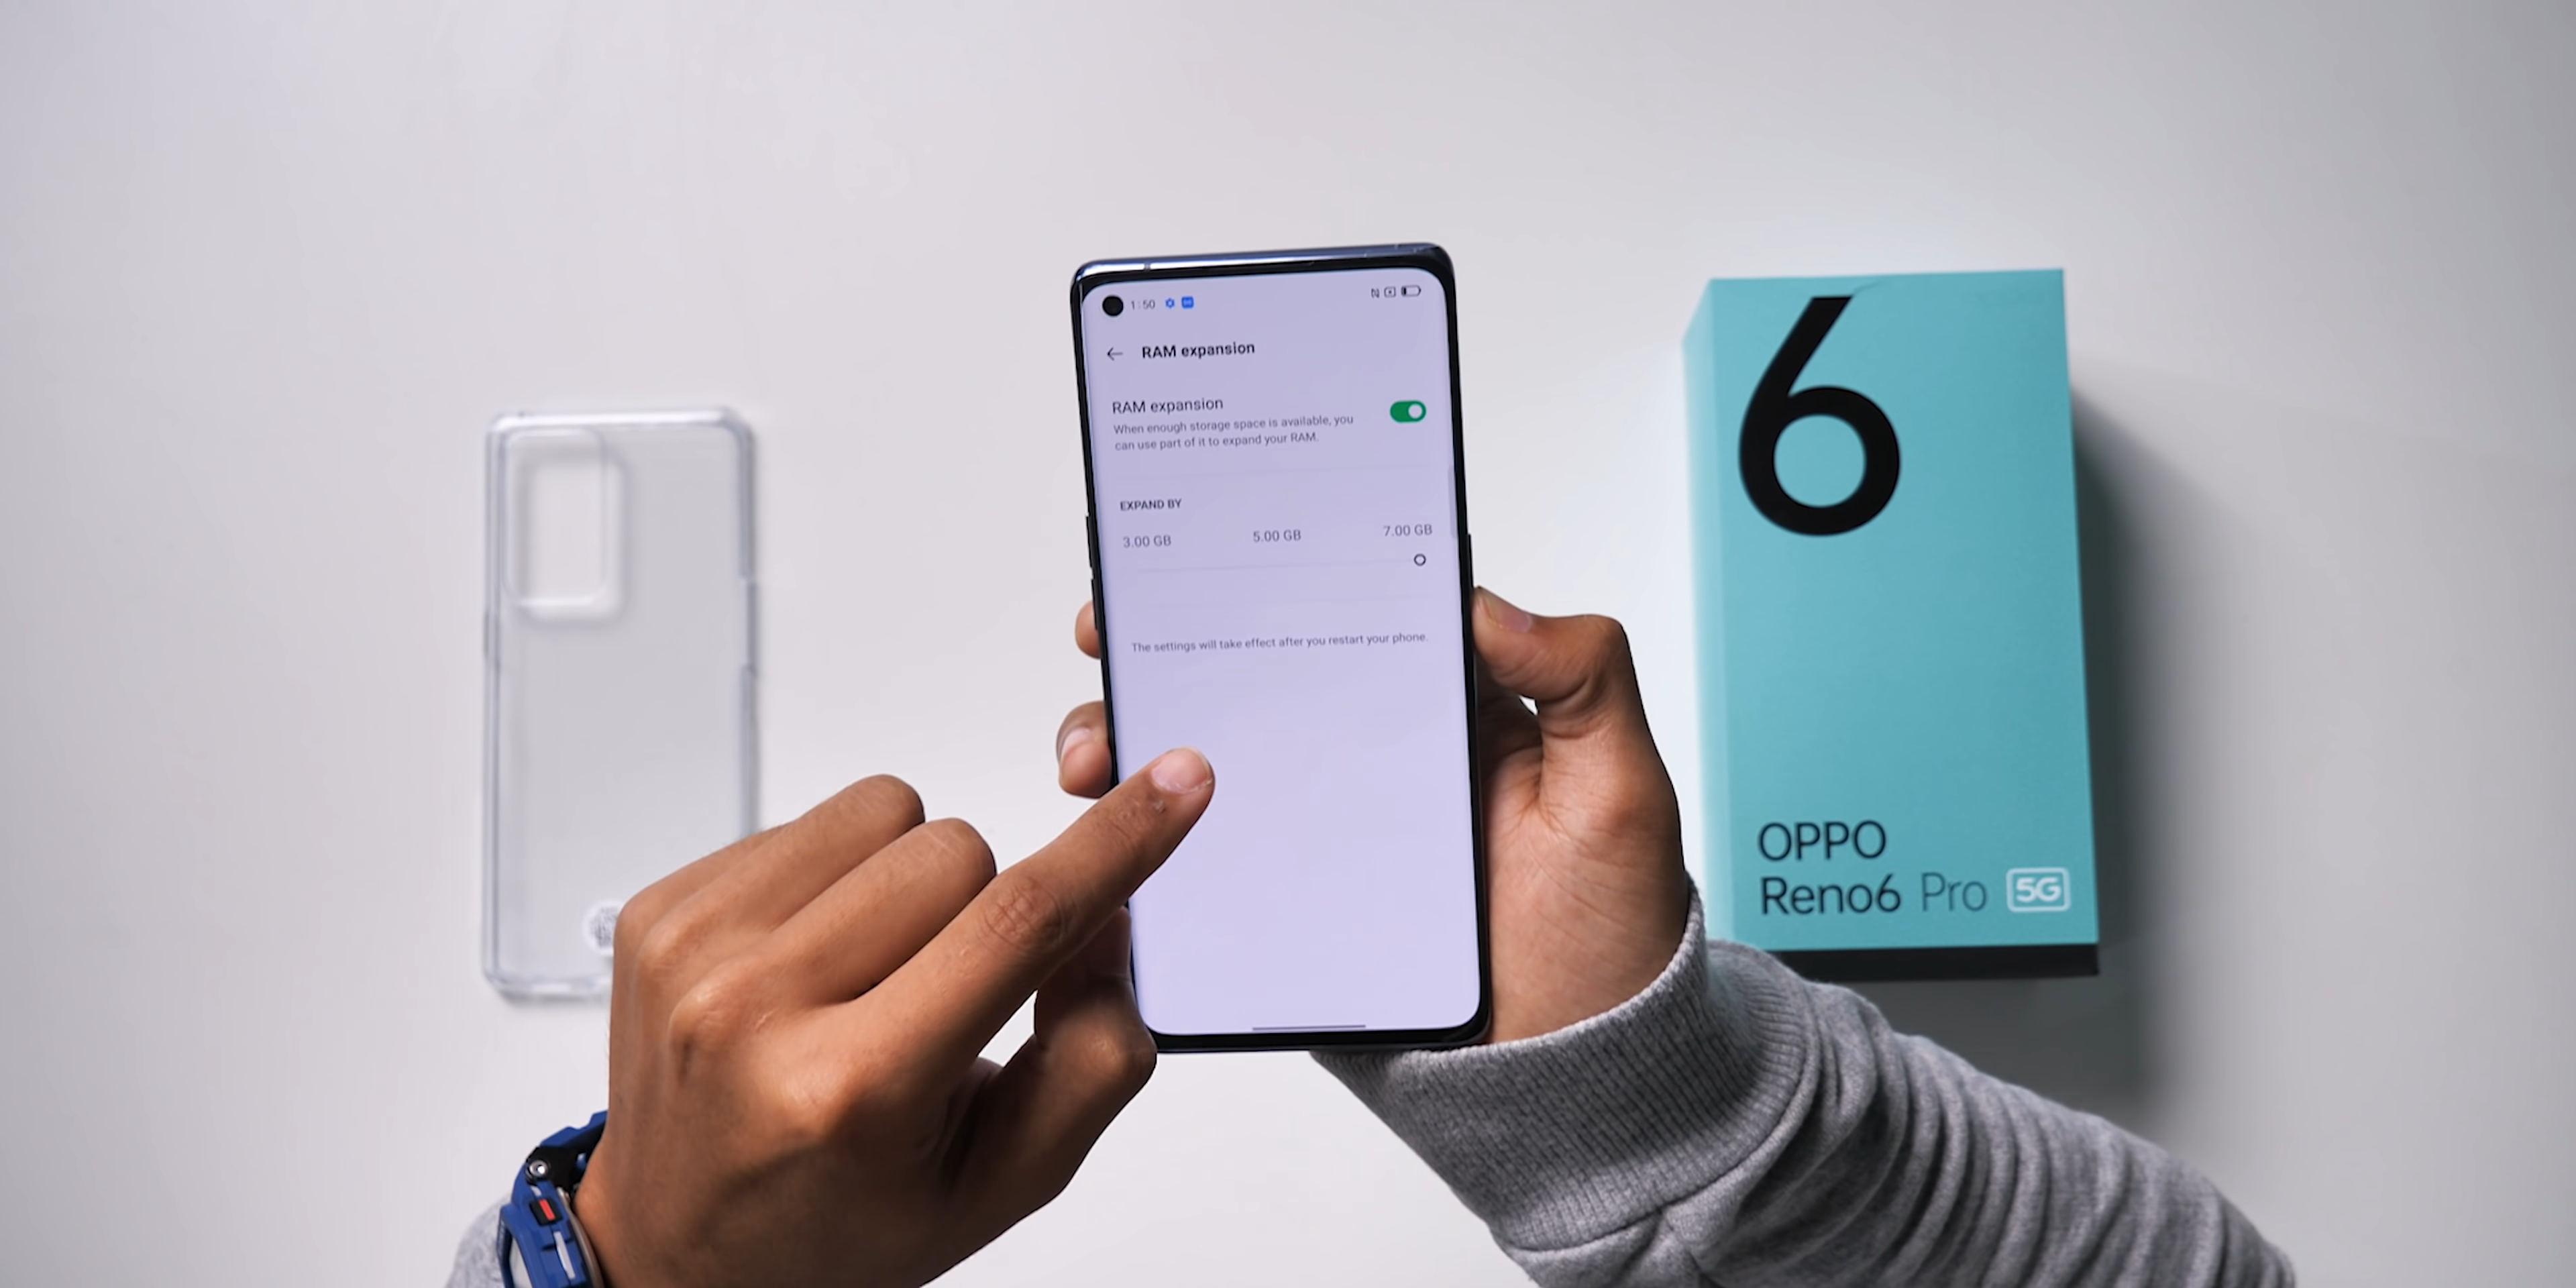 1:50
RAM expansion
RAM expansion
When enough storage space is available, you
can use part of it to expand your RAM.
EXPAND BY
3.00 GB 5.00 GB 7.00 GB
The settings will take effect after you restart your phone.
6
OPPO
Reno6 Pro 5G